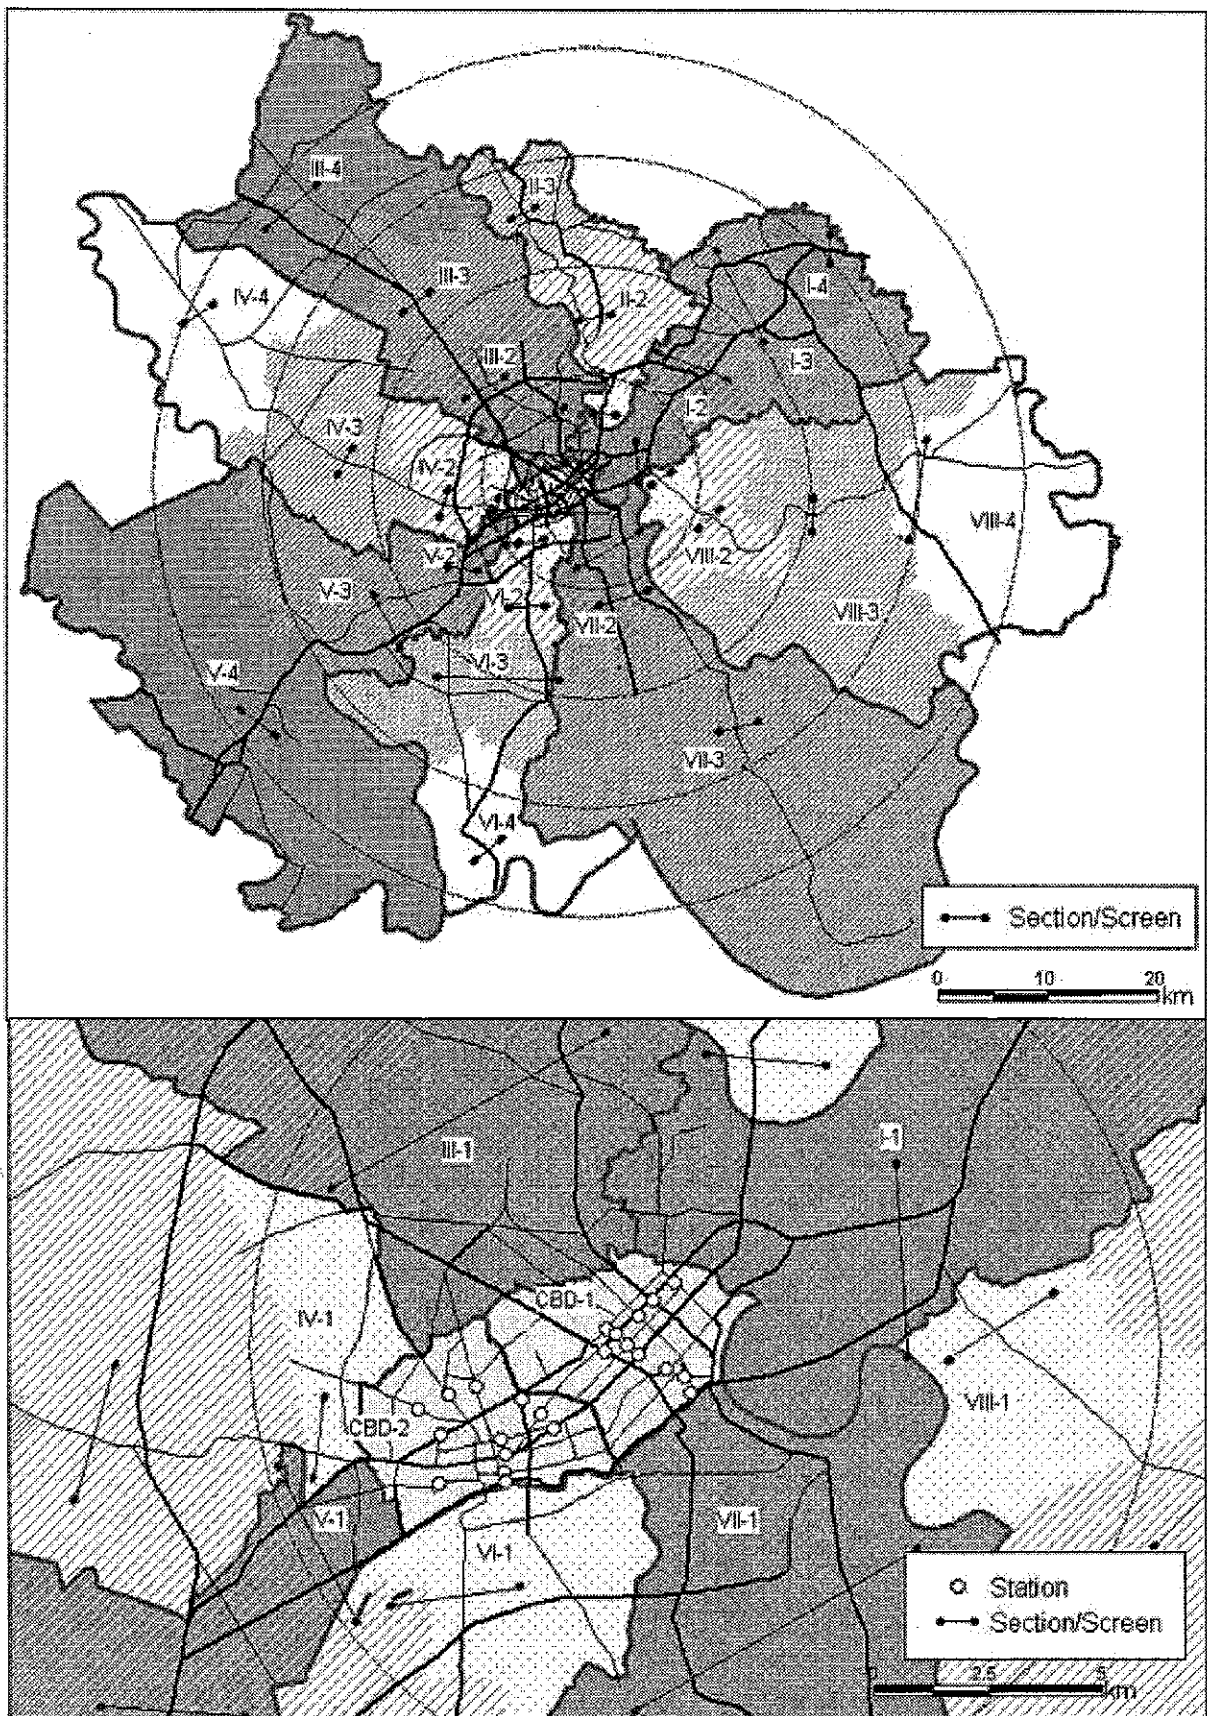 III-4
II-3
IV-4
III-3
II-2
I-4
III-2
I-3
I-2
IV-3
IV-2
VIII-4
V-2
VIII-2
V-3
VI-2
VII-2
VIII-3
V-4
VI-3
VII-3
VI-4
Section/Screen
0 10 20
km
III-1
I-1
CBD-1
IV-1
CBD-2
VIII-1
V-1
VII-1
VI-1
Station
Section/Screen
0 2.5 5
km